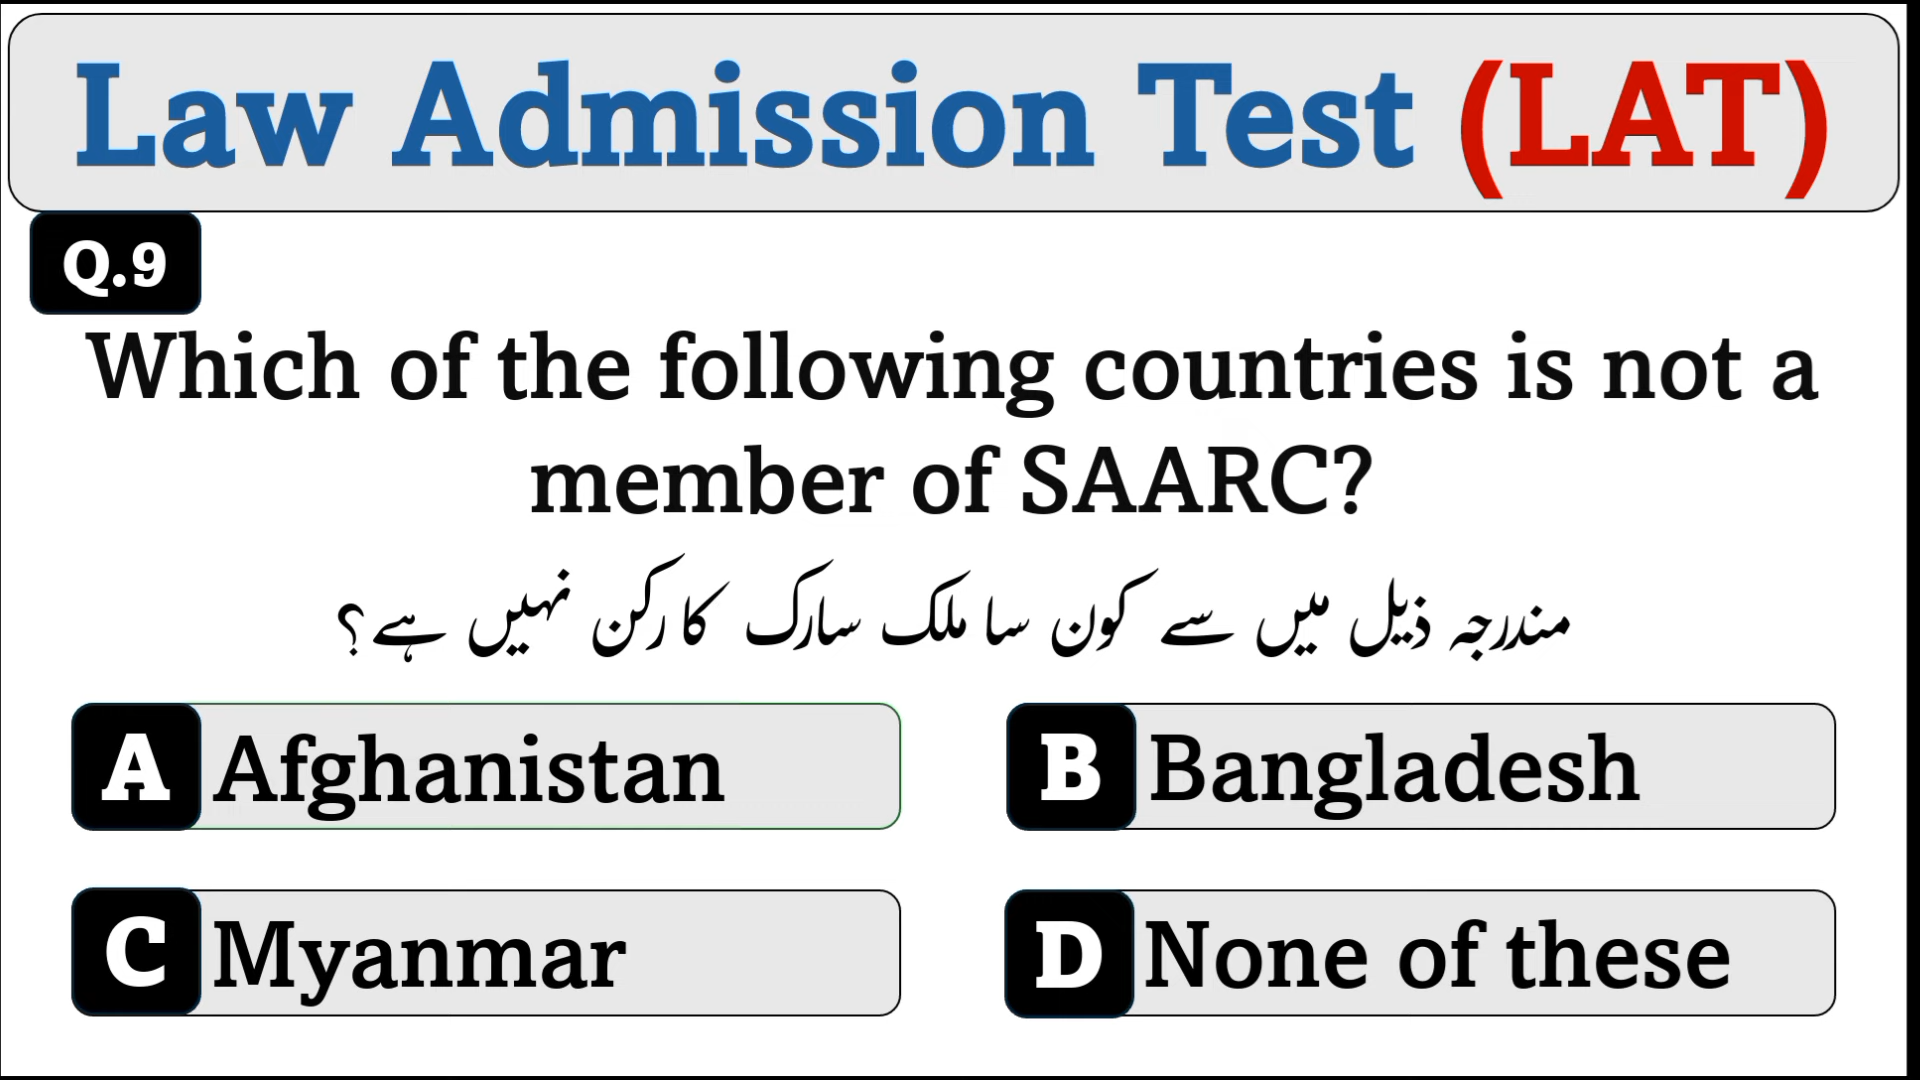 Law Admission Test (LAT)
Q.9
Which of the following countries is not a
member of SAARC?
مندرجہ ذیل میں سے کون سا ملک سارک کا رکن نہیں ہے؟
A Afghanistan
B Bangladesh
C Myanmar
D None of these